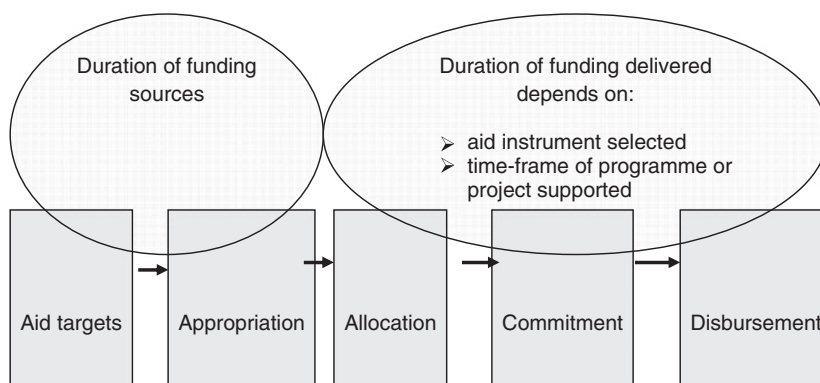 Duration of funding
sources
Duration of funding delivered
depends on:
➢ aid instrument selected
➢ time-frame of programme or
project supported
Aid targets
Appropriation
Allocation
Commitment
Disbursement